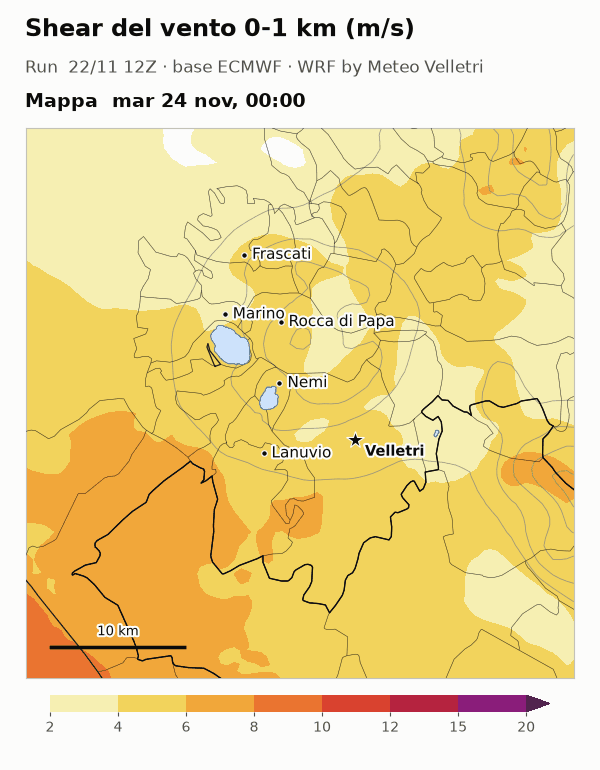 Shear del vento 0-1 km (m/s)
Run  22/11 12Z · base ECMWF · WRF by Meteo Velletri
Mappa  mar 24 nov, 00:00
Frascati
Marino
Rocca di Papa
Nemi
Velletri
Lanuvio
10 km
2 4 6 8 10 12 15 20